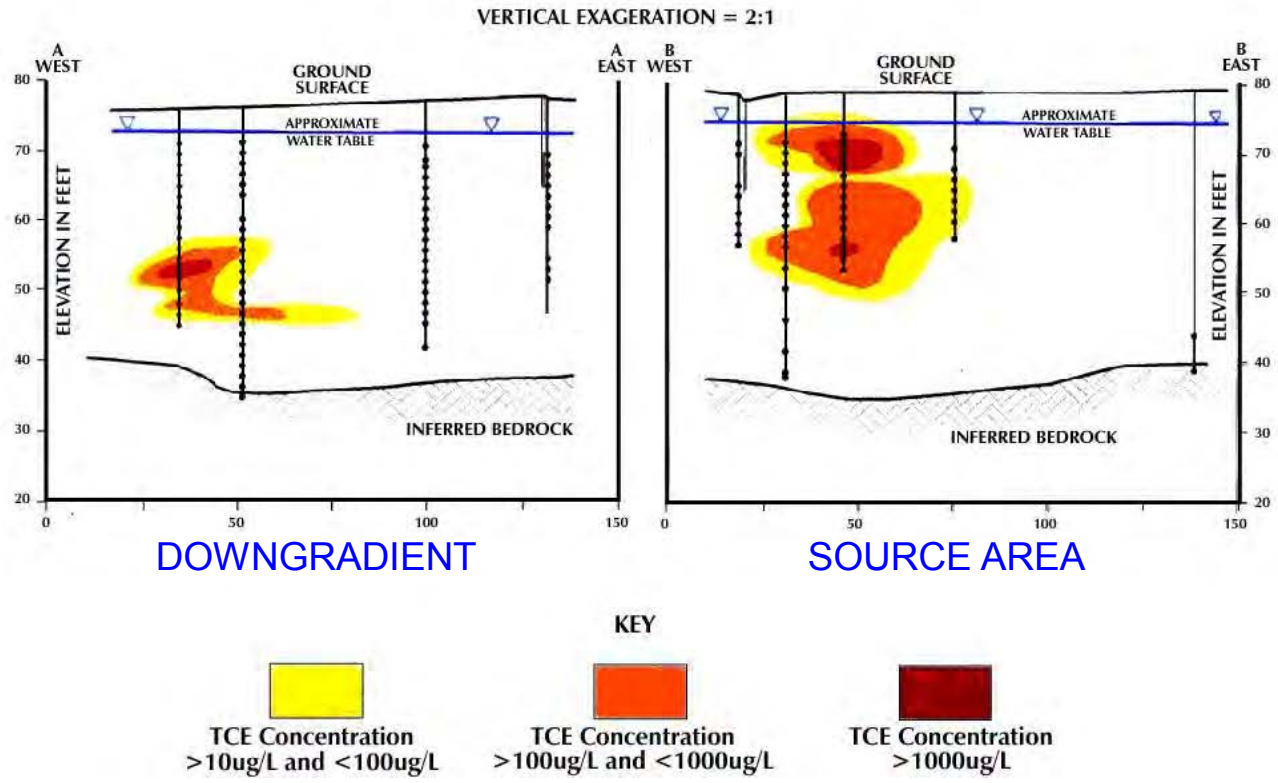 VERTICAL EXAGERATION = 2:1
A
WEST
A
EAST
B
WEST
B
EAST
GROUND
SURFACE
APPROXIMATE
WATER TABLE
ELEVATION IN FEET
80
70
60
50
40
30
20
INFERRED BEDROCK
0
50
100
150
DOWNGRADIENT
GROUND
SURFACE
APPROXIMATE
WATER TABLE
ELEVATION IN FEET
80
70
60
50
40
30
20
INFERRED BEDROCK
0
50
100
150
SOURCE AREA
KEY
TCE Concentration
>10ug/L and <100ug/L
TCE Concentration
>100ug/L and <1000ug/L
TCE Concentration
>1000ug/L